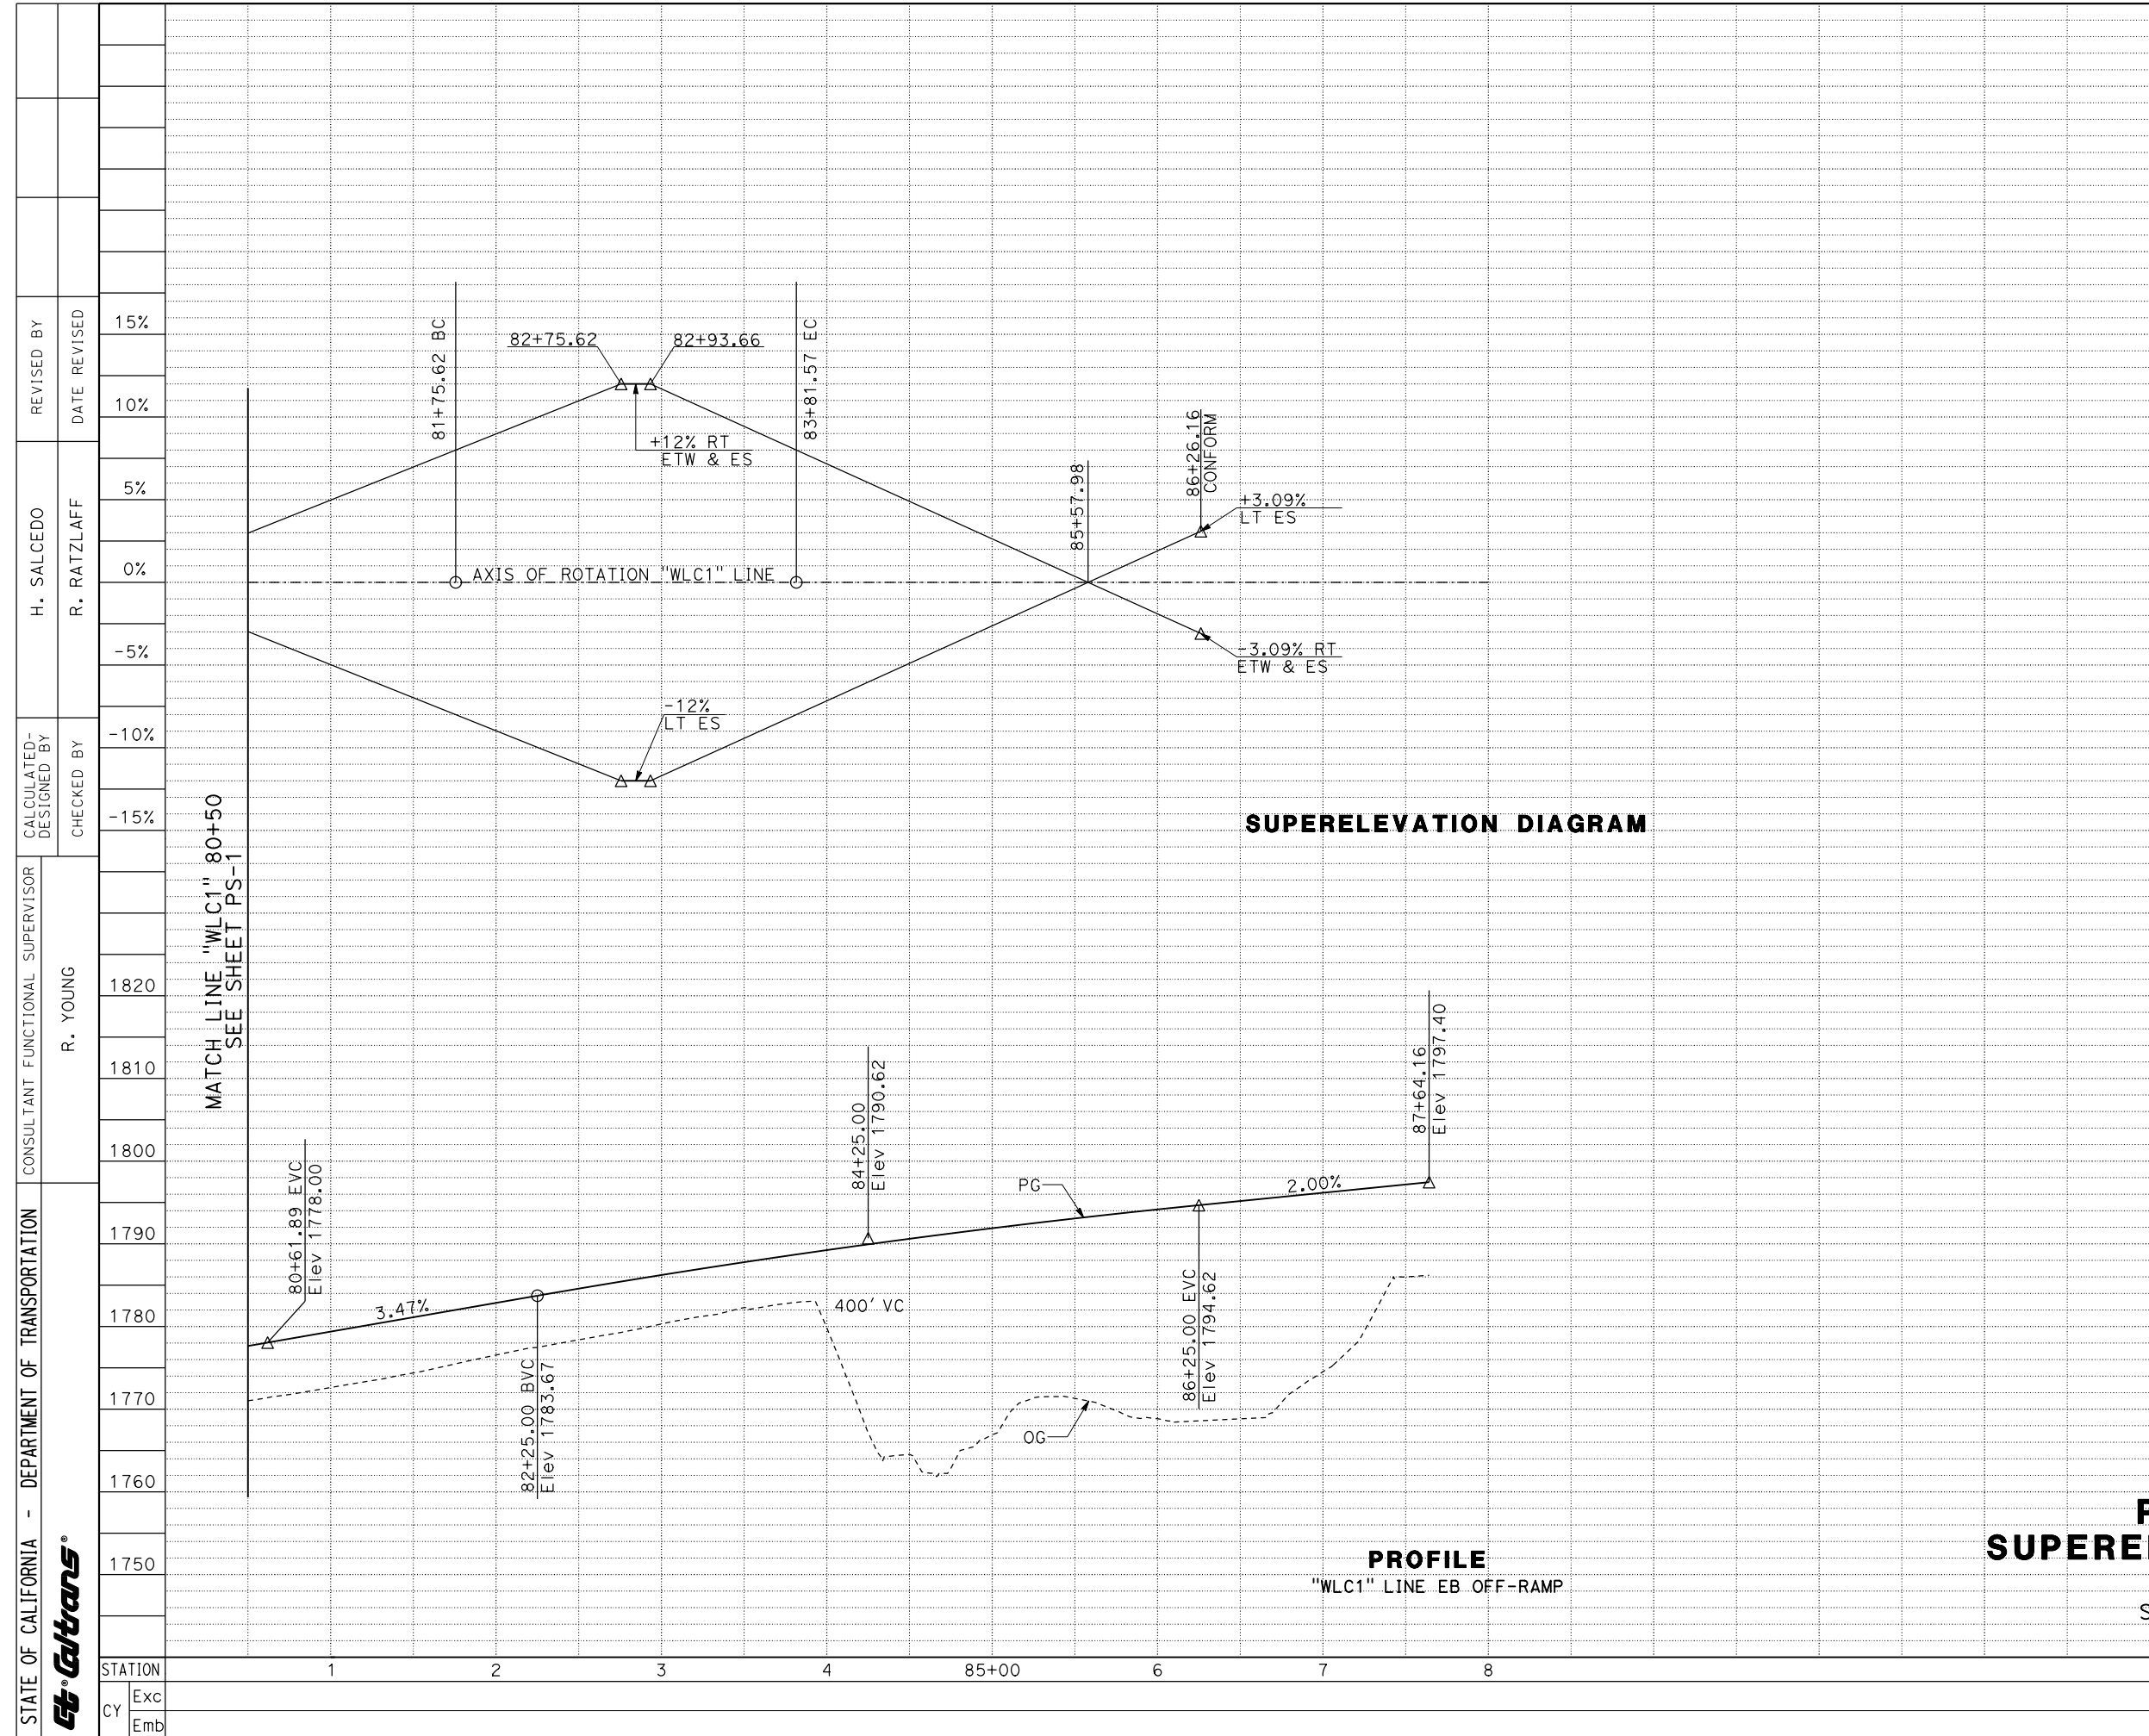 REVISED BY
DATE REVISED
H. SALCEDO
R. RATZLAFF
CALCULATED-
DESIGNED BY
CHECKED BY
CONSULTANT FUNCTIONAL SUPERVISOR
R. YOUNG
STATE OF CALIFORNIA - DEPARTMENT OF TRANSPORTATION
Caltrans
15%
10%
5%
0%
-5%
-10%
-15%
1820
1810
1800
1790
1780
1770
1760
1750
MATCH LINE "WLC1" 80+50
SEE SHEET PS-1
81+75.62 BC
82+75.62
82+93.66
83+81.57 EC
+12% RT
ETW & ES
86+26.16
CONFORM
85+57.98
+3.09%
LT ES
AXIS OF ROTATION "WLC1" LINE
-3.09% RT
ETW & ES
-12%
LT ES
SUPERELEVATION DIAGRAM
80+61.89 EVC
Elev 1778.00
3.47%
82+25.00 BVC
Elev 1783.67
84+25.00
Elev 1790.62
400' VC
PG
OG
86+25.00 EVC
Elev 1794.62
2.00%
87+64.16
Elev 1797.40
PROFILE
"WLC1" LINE EB OFF-RAMP
P
SUPEREL
S
STATION 1 2 3 4 85+00 6 7 8
CY Exc
Emb